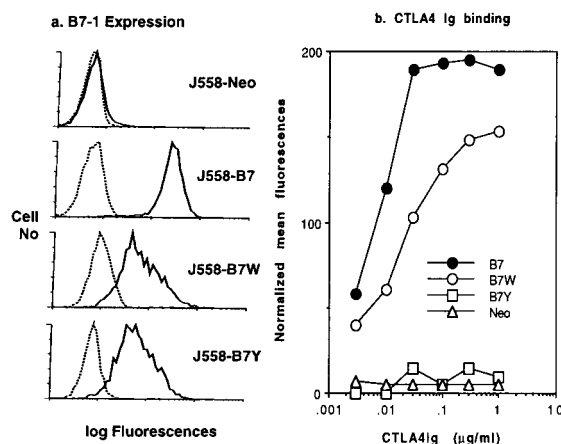 a. B7-1 Expression
J558-Neo
J558-B7
Cell
No
J558-B7W
J558-B7Y
log Fluorescences
b. CTLA4 Ig binding
Normalized mean fluorescences
200
100
0
B7
B7W
B7Y
Neo
.001
.01
.1
1
10
CTLA4Ig (µg/ml)